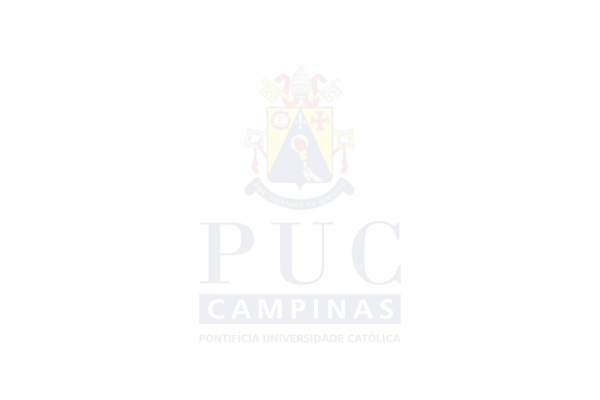 PUC
CAMPINAS
PONTIFÍCIA UNIVERSIDADE CATÓLICA